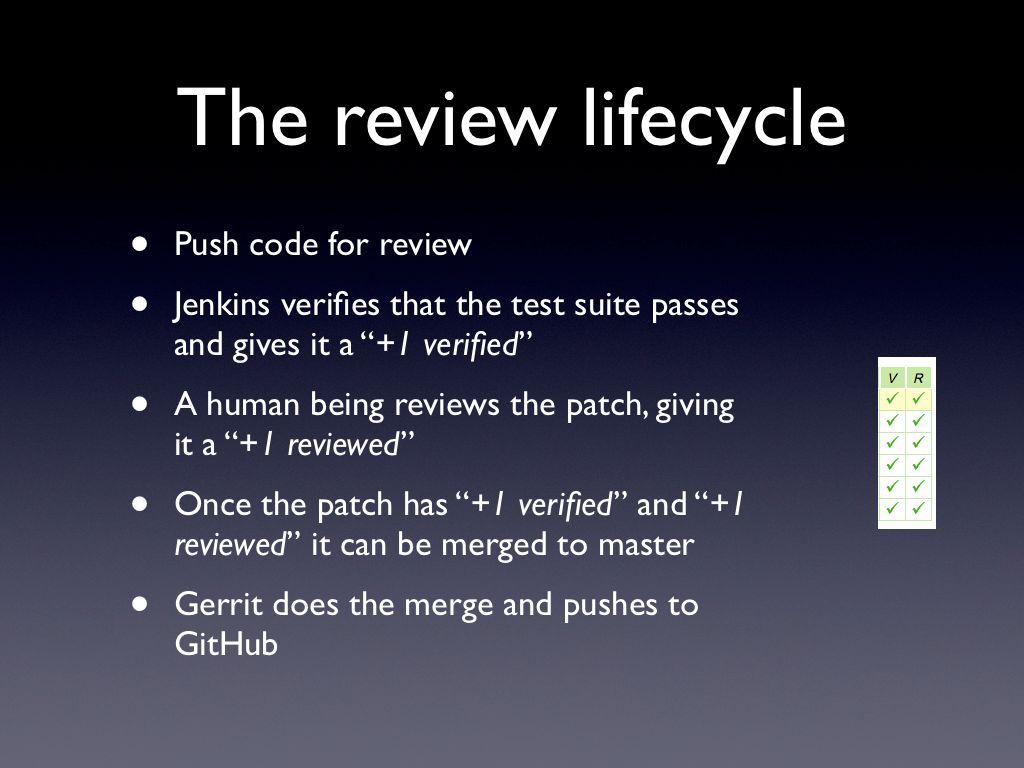 The review lifecycle
• Push code for review
• Jenkins verifies that the test suite passes
and gives it a “+1 verified”
• A human being reviews the patch, giving
it a “+1 reviewed”
• Once the patch has “+1 verified” and “+1
reviewed” it can be merged to master
• Gerrit does the merge and pushes to
GitHub
V R
✓ ✓
✓ ✓
✓ ✓
✓ ✓
✓ ✓
✓ ✓